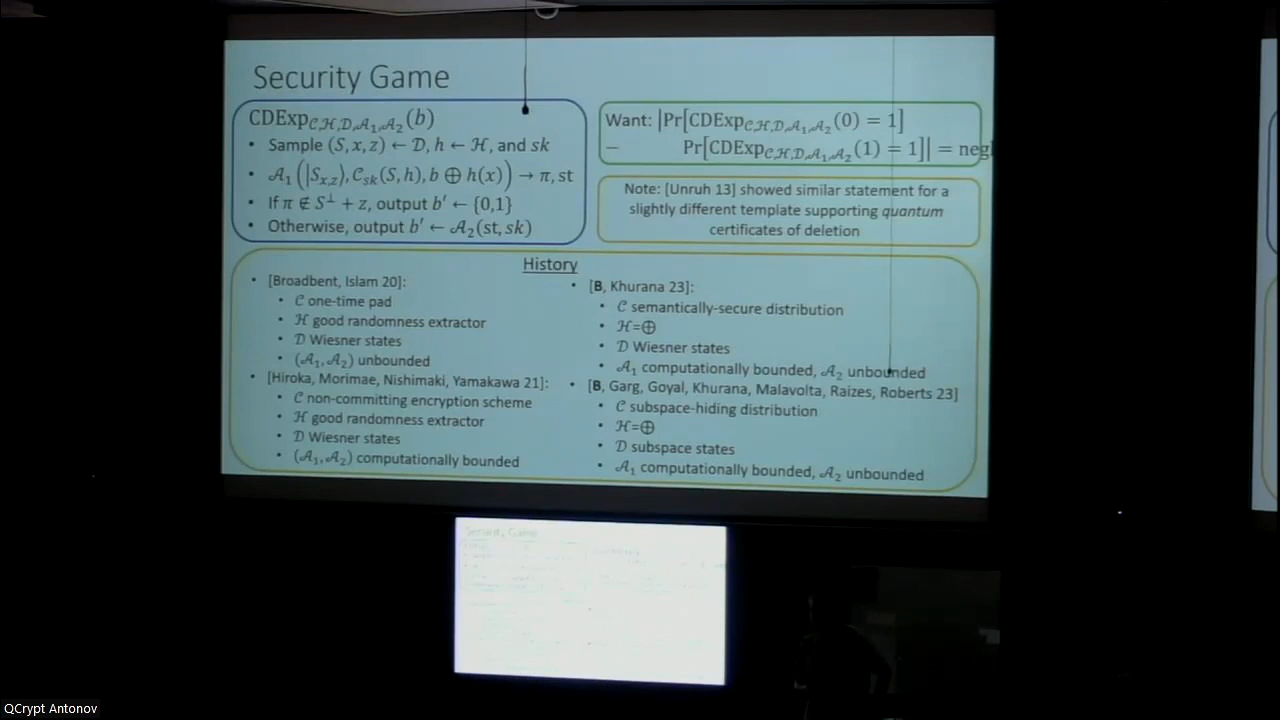 Security Game
CDExp_{𝒞,ℋ,𝒟,𝒜₁,𝒜₂}(b)
• Sample (S, x, z) ← 𝒟, h ← ℋ, and sk
• 𝒜₁(|S_{x,z}⟩, 𝒞_{sk}(S, h), b ⊕ h(x)) → π, st
• If π ∉ S^⊥ + z, output b′ ← {0,1}
• Otherwise, output b′ ← 𝒜₂(st, sk)
Want: |Pr[CDExp_{𝒞,ℋ,𝒟,𝒜₁,𝒜₂}(0) = 1]
− Pr[CDExp_{𝒞,ℋ,𝒟,𝒜₁,𝒜₂}(1) = 1]| = negl
Note: [Unruh 13] showed similar statement for a
slightly different template supporting quantum
certificates of deletion
History
• [Broadbent, Islam 20]:
• 𝒞 one-time pad
• ℋ good randomness extractor
• 𝒟 Wiesner states
• (𝒜₁, 𝒜₂) unbounded
• [Hiroka, Morimae, Nishimaki, Yamakawa 21]:
• 𝒞 non-committing encryption scheme
• ℋ good randomness extractor
• 𝒟 Wiesner states
• (𝒜₁, 𝒜₂) computationally bounded
• [B, Khurana 23]:
• 𝒞 semantically-secure distribution
• ℋ=⊕
• 𝒟 Wiesner states
• 𝒜₁ computationally bounded, 𝒜₂ unbounded
• [B, Garg, Goyal, Khurana, Malavolta, Raizes, Roberts 23]
• 𝒞 subspace-hiding distribution
• ℋ=⊕
• 𝒟 subspace states
• 𝒜₁ computationally bounded, 𝒜₂ unbounded
Security Game
QCrypt Antonov